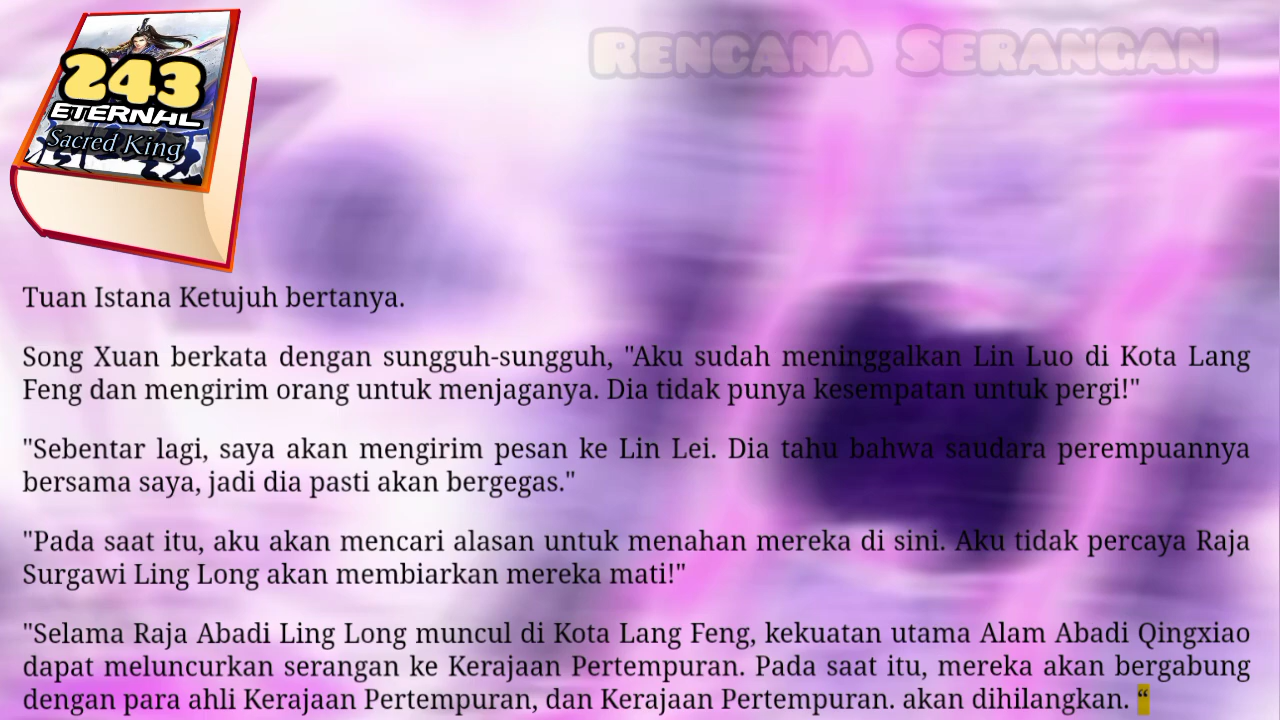 243
ETERNAL
Sacred King
RENCANA SERANGAN
Tuan Istana Ketujuh bertanya.
Song Xuan berkata dengan sungguh-sungguh, "Aku sudah meninggalkan Lin Luo di Kota Lang
Feng dan mengirim orang untuk menjaganya. Dia tidak punya kesempatan untuk pergi!"
"Sebentar lagi, saya akan mengirim pesan ke Lin Lei. Dia tahu bahwa saudara perempuannya
bersama saya, jadi dia pasti akan bergegas."
"Pada saat itu, aku akan mencari alasan untuk menahan mereka di sini. Aku tidak percaya Raja
Surgawi Ling Long akan membiarkan mereka mati!"
"Selama Raja Abadi Ling Long muncul di Kota Lang Feng, kekuatan utama Alam Abadi Qingxiao
dapat meluncurkan serangan ke Kerajaan Pertempuran. Pada saat itu, mereka akan bergabung
dengan para ahli Kerajaan Pertempuran, dan Kerajaan Pertempuran. akan dihilangkan. “